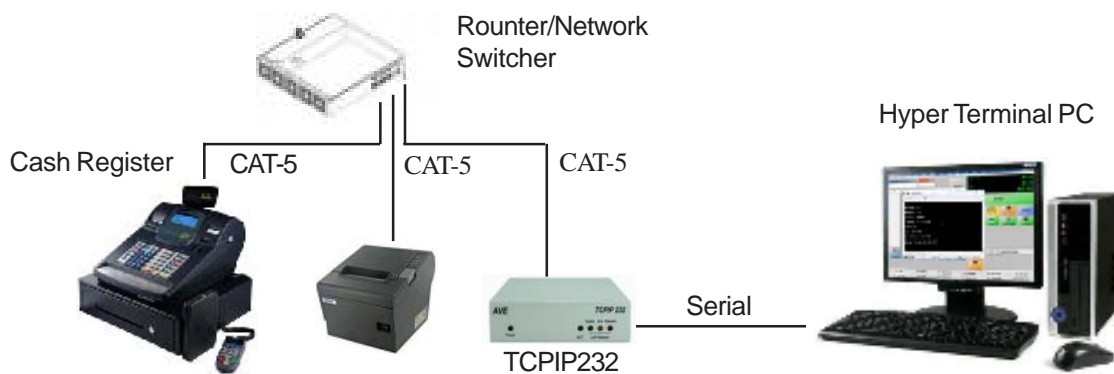 Rounter/Network
Switcher
Hyper Terminal PC
Cash Register
CAT-5
CAT-5
CAT-5
AVE
TCPIP 232
Serial
TCPIP232